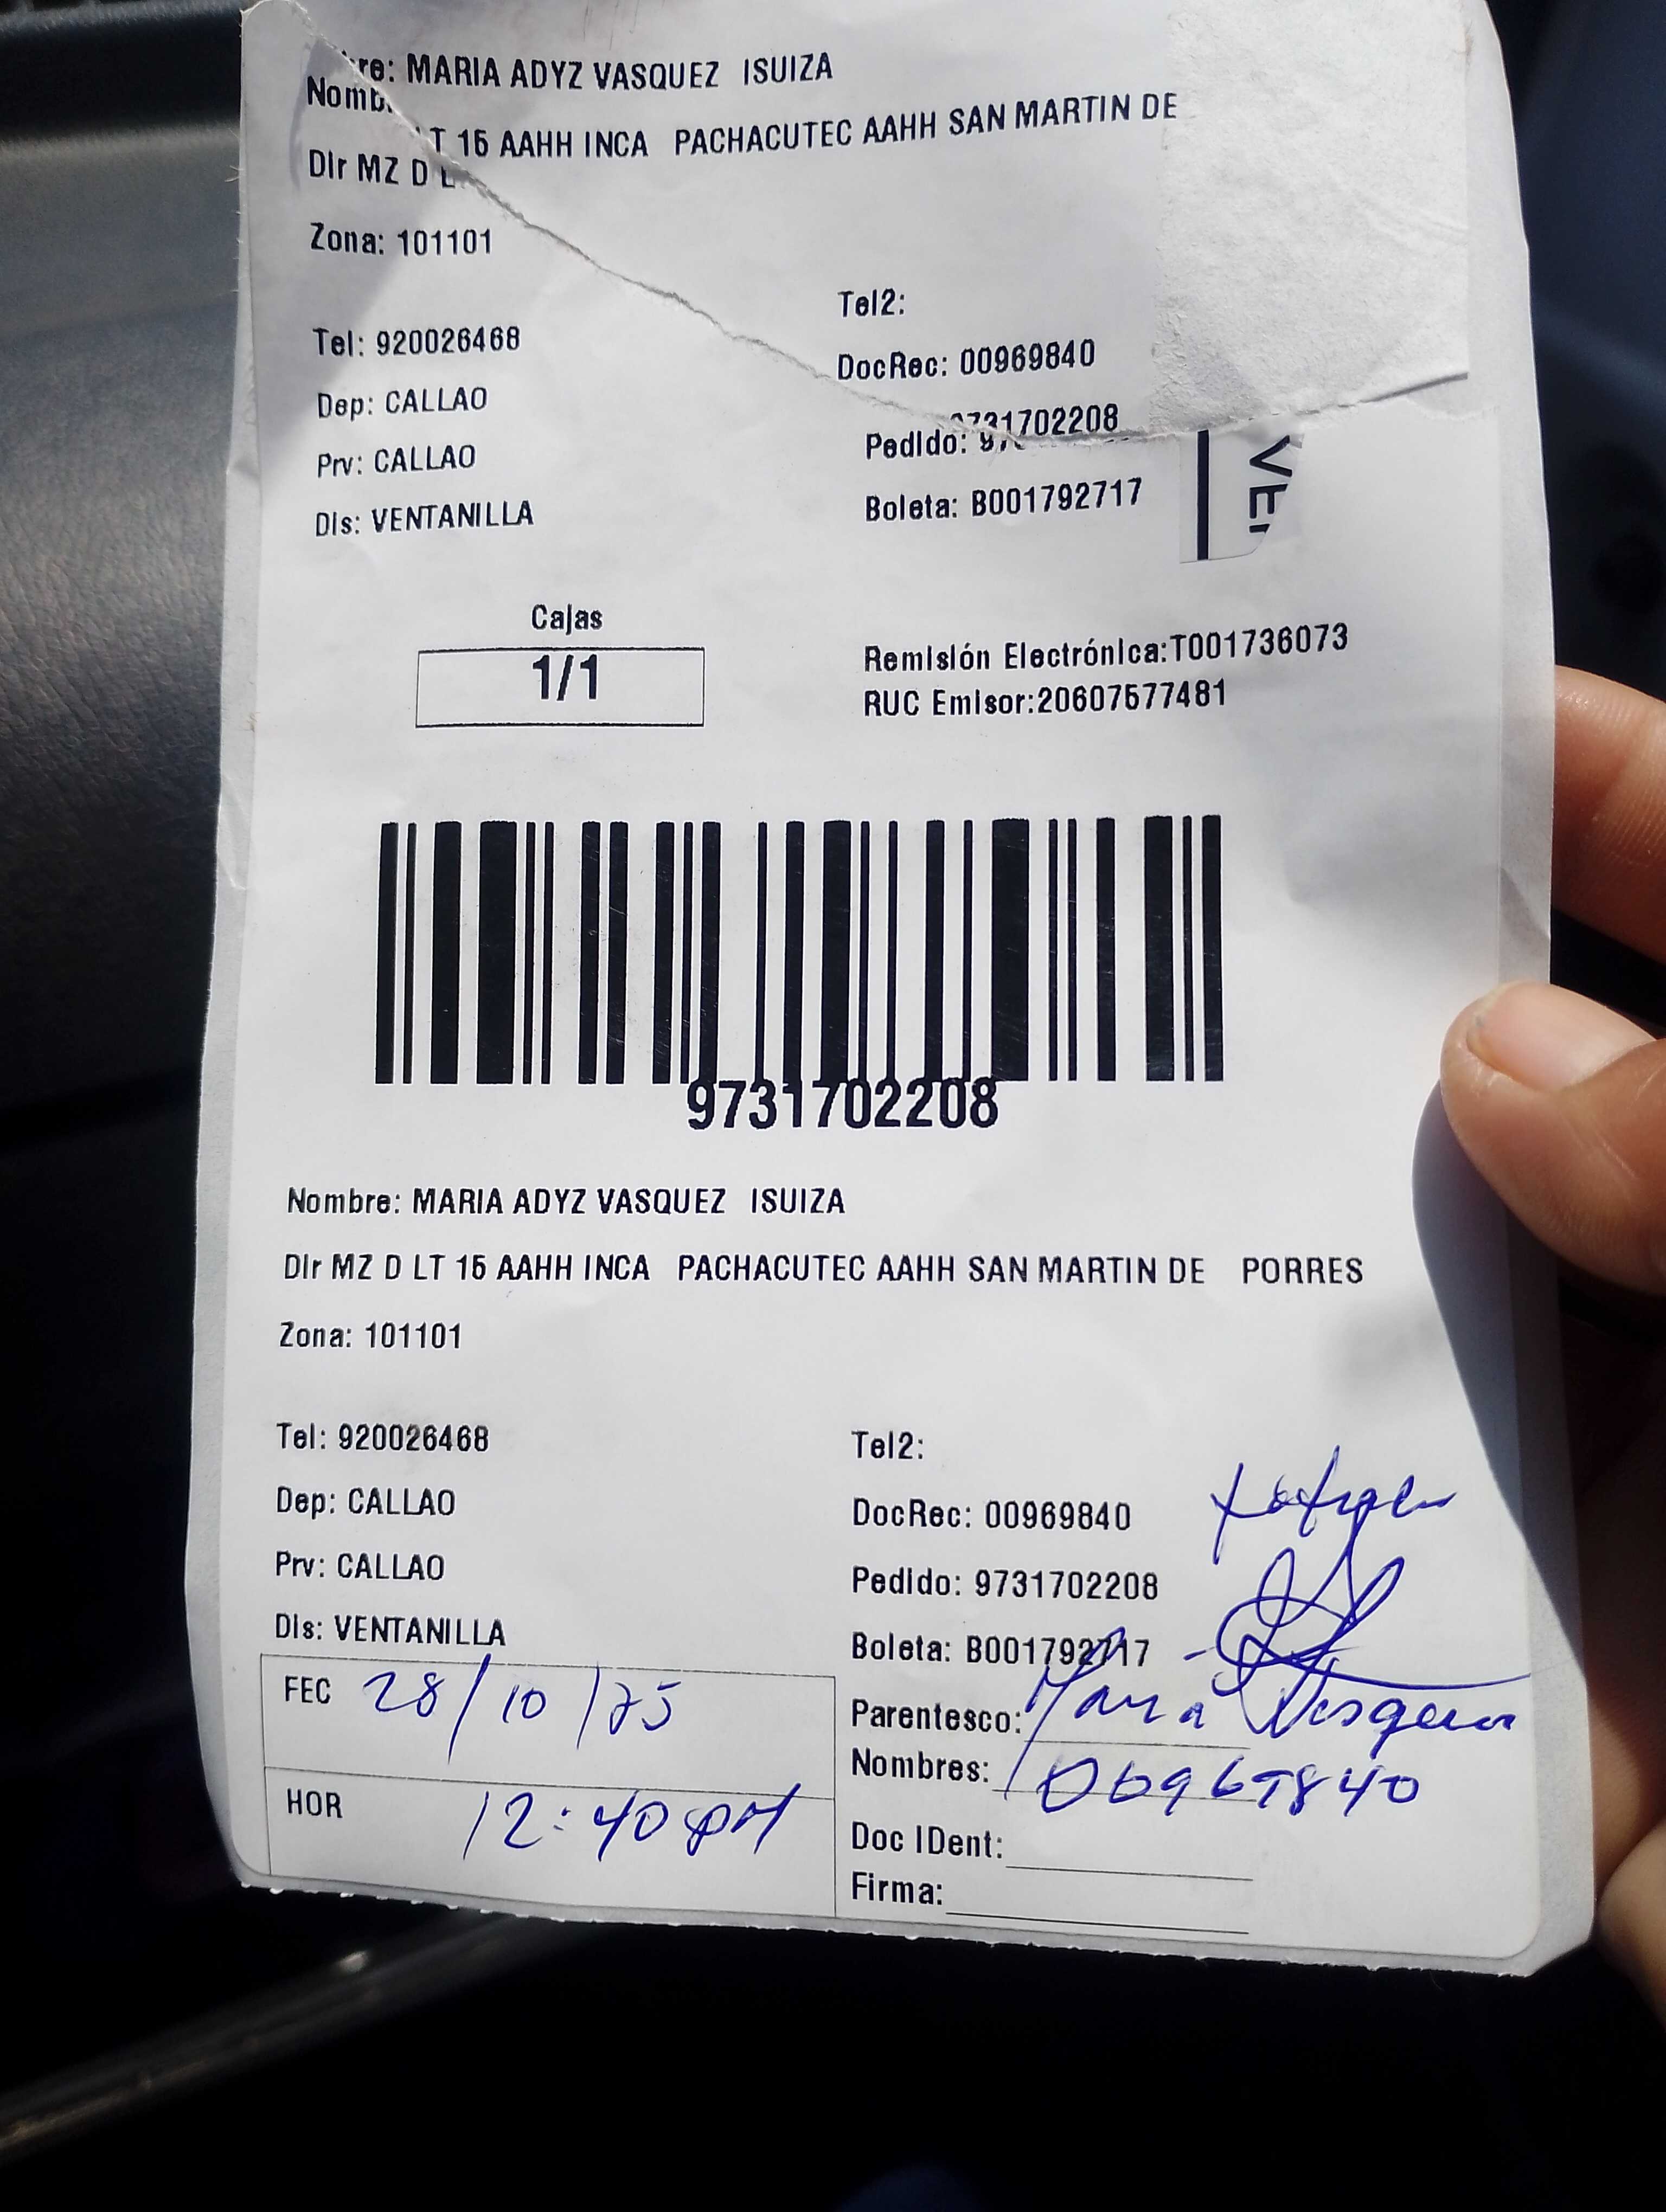 Nombre: MARIA ADYZ VASQUEZ ISUIZA
Dir MZ D LT 15 AAHH INCA PACHACUTEC AAHH SAN MARTIN DE
Zona: 101101
Tel: 920026468
Tel2:
Dep: CALLAO
DocRec: 00969840
Prv: CALLAO
Pedido: 9731702208
Dis: VENTANILLA
Boleta: B001792717
VE
Cajas
1/1
Remisión Electrónica:T001736073
RUC Emisor:20607577481
9731702208
Nombre: MARIA ADYZ VASQUEZ ISUIZA
Dir MZ D LT 15 AAHH INCA PACHACUTEC AAHH SAN MARTIN DE PORRES
Zona: 101101
Tel: 920026468
Tel2:
Dep: CALLAO
DocRec: 00969840
Prv: CALLAO
Pedido: 9731702208
Dis: VENTANILLA
Boleta: B001792717
FEC 28/10/25
Parentesco: Maria Vasquez
Nombres: 00969840
HOR 12:40 PM
Doc IDent:
Firma: